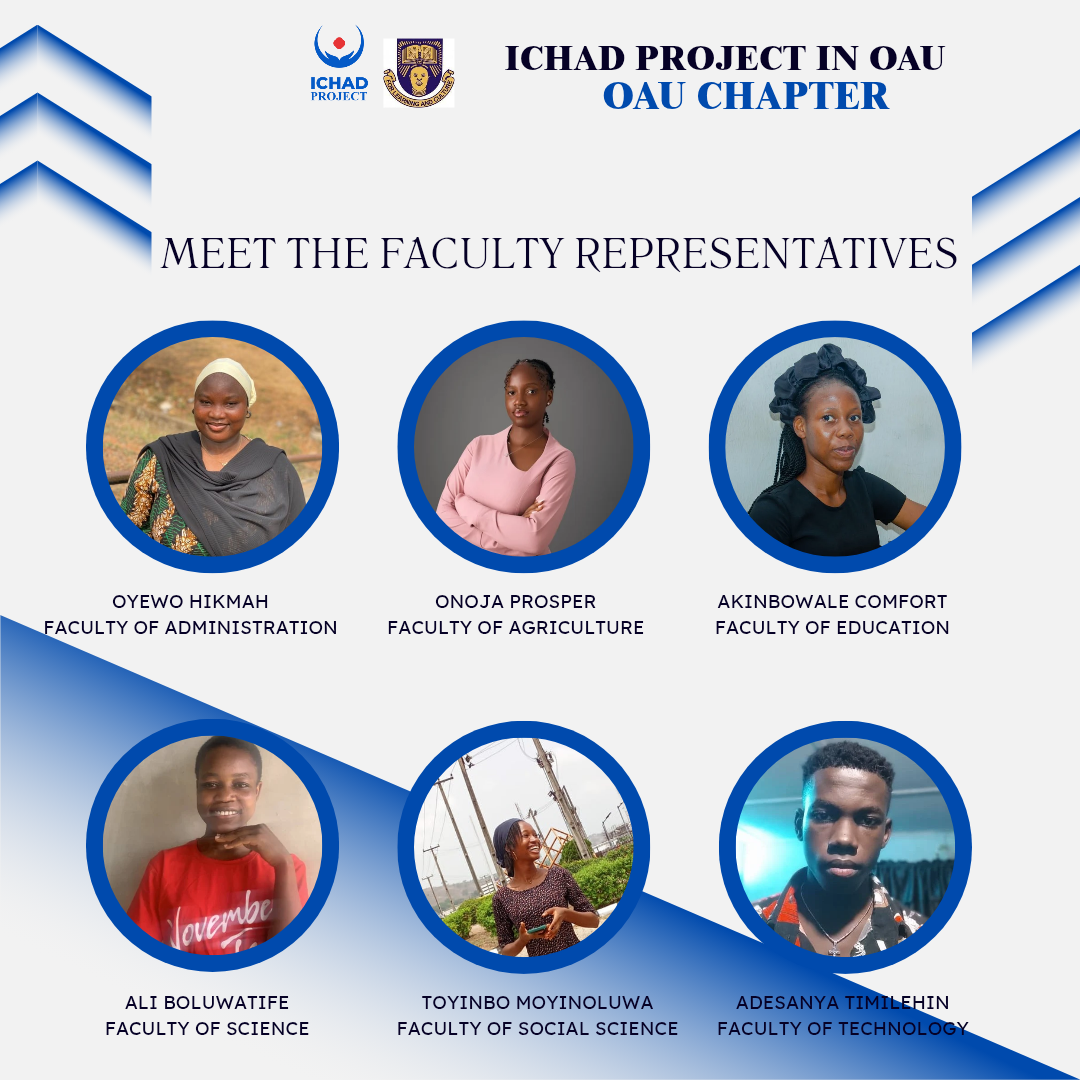 ICHAD
PROJECT
FOR LEARNING AND CULTURE
ICHAD PROJECT IN OAU
OAU CHAPTER
MEET THE FACULTY REPRESENTATIVES
OYEWO HIKMAH
FACULTY OF ADMINISTRATION
ONOJA PROSPER
FACULTY OF AGRICULTURE
AKINBOWALE COMFORT
FACULTY OF EDUCATION
November
ALI BOLUWATIFE
FACULTY OF SCIENCE
TOYINBO MOYINOLUWA
FACULTY OF SOCIAL SCIENCE
ADESANYA TIMILEHIN
FACULTY OF TECHNOLOGY